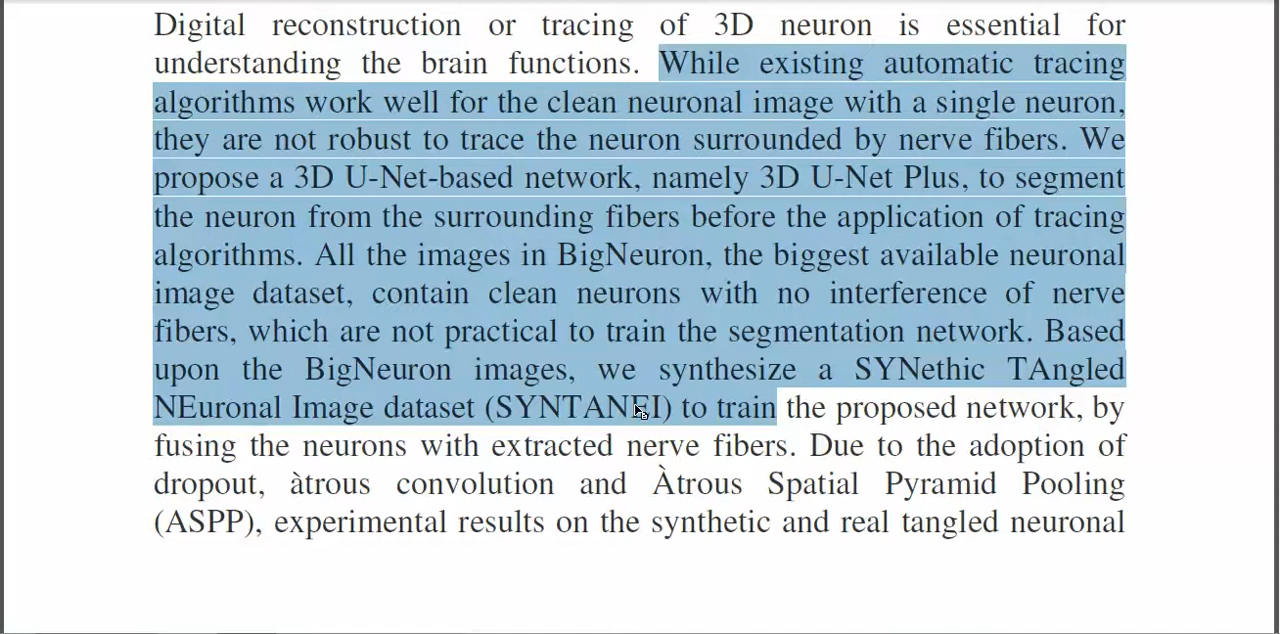 Digital reconstruction or tracing of 3D neuron is essential for
understanding the brain functions. While existing automatic tracing
algorithms work well for the clean neuronal image with a single neuron,
they are not robust to trace the neuron surrounded by nerve fibers. We
propose a 3D U-Net-based network, namely 3D U-Net Plus, to segment
the neuron from the surrounding fibers before the application of tracing
algorithms. All the images in BigNeuron, the biggest available neuronal
image dataset, contain clean neurons with no interference of nerve
fibers, which are not practical to train the segmentation network. Based
upon the BigNeuron images, we synthesize a SYNethic TAngled
NEuronal Image dataset (SYNTANEI) to train the proposed network, by
fusing the neurons with extracted nerve fibers. Due to the adoption of
dropout, àtrous convolution and Àtrous Spatial Pyramid Pooling
(ASPP), experimental results on the synthetic and real tangled neuronal